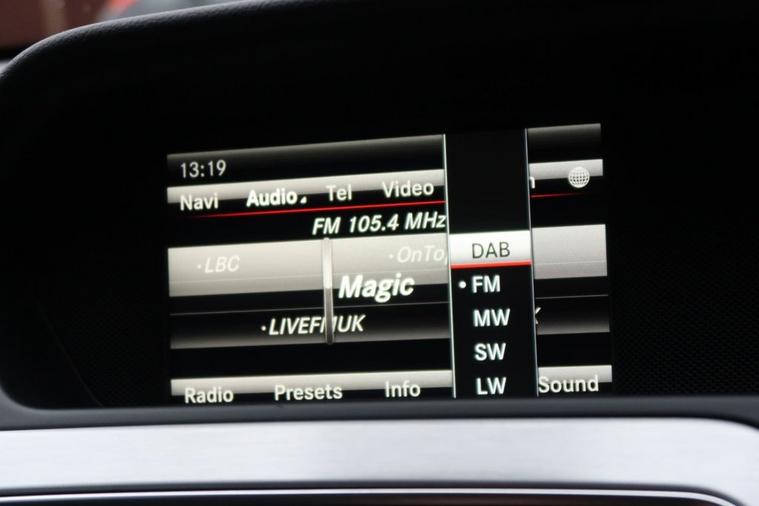 13:19
Navi Audio Tel Video
FM 105.4 MHz
•LBC •OnTo
DAB
Magic
•FM
•LIVEFMUK
MW
SW
LW
Radio Presets Info Sound